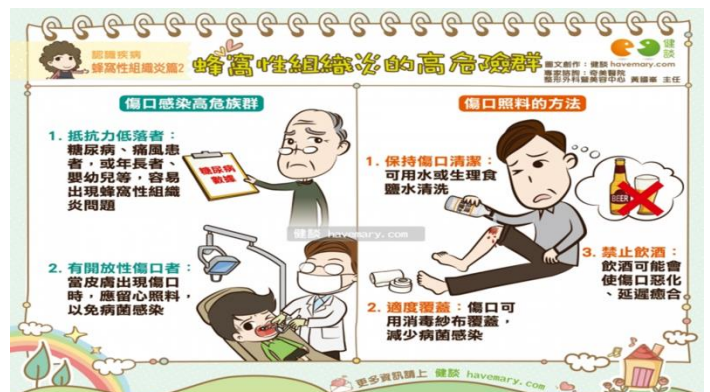 認識疾病
蜂窩性組織炎篇2
蜂窩性組織炎的高危險群
健談
圖文創作：健談 havemary.com
專家諮詢：奇美醫院
整形外科暨美容中心 黃國峯 主任
傷口感染高危族群
1. 抵抗力低落者：
糖尿病、痛風患
者，或年長者、
嬰幼兒等，容易
出現蜂窩性組織
炎問題
糖尿病
數據
2. 有開放性傷口者：
當皮膚出現傷口
時，應留心照料，
以免病菌感染
健談 havemary.com
傷口照料的方法
1. 保持傷口清潔：
可用水或生理食
鹽水清洗
BEER
3. 禁止飲酒：
飲酒可能會
使傷口惡化
、延遲癒合
2. 適度覆蓋：傷口可
用消毒紗布覆蓋，
減少病菌感染
更多資訊請上 健談 havemary.com